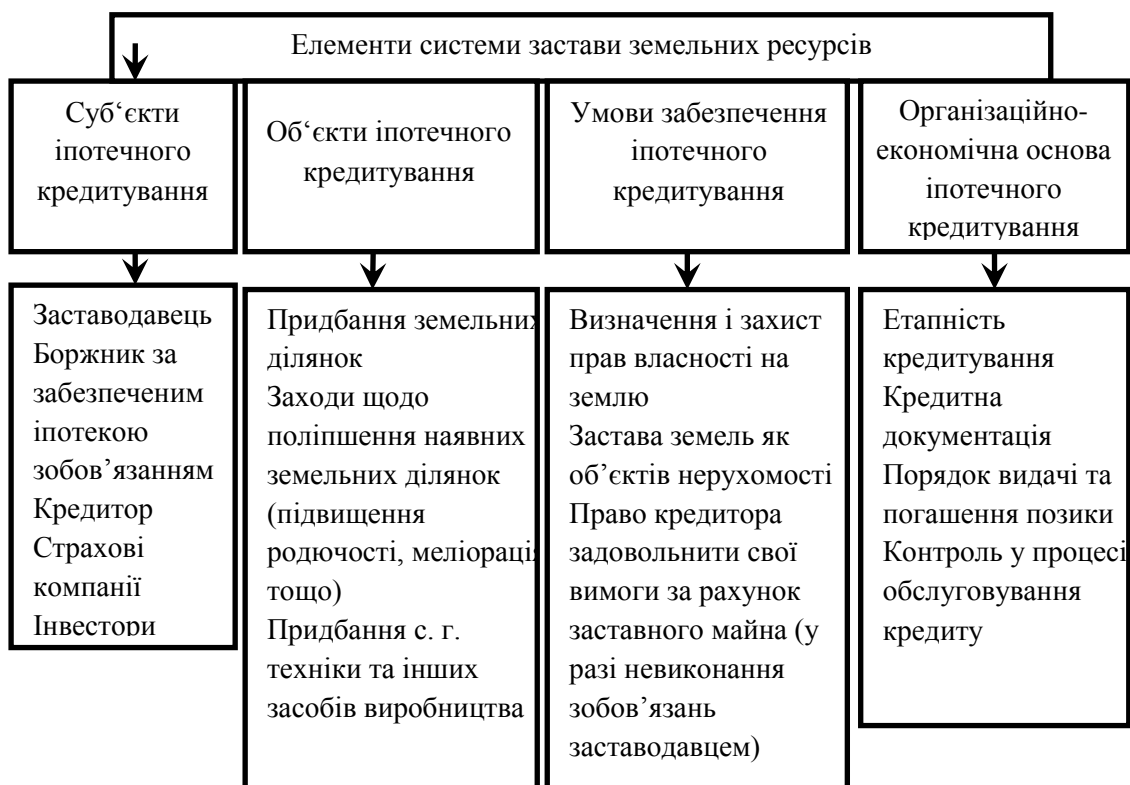 Елементи системи застави земельних ресурсів
Суб‘єкти
іпотечного
кредитування
Об‘єкти іпотечного
кредитування
Умови забезпечення
іпотечного
кредитування
Організаційно-
економічна основа
іпотечного
кредитування
Заставодавець
Боржник за
забезпеченим
іпотекою
зобов’язанням
Кредитор
Страхові
компанії
Інвестори
Придбання земельних
ділянок
Заходи щодо
поліпшення наявних
земельних ділянок
(підвищення
родючості, меліорація
тощо)
Придбання с. г.
техніки та інших
засобів виробництва
Визначення і захист
прав власності на
землю
Застава земель як
об’єктів нерухомості
Право кредитора
задовольнити свої
вимоги за рахунок
заставного майна (у
разі невиконання
зобов’язань
заставодавцем)
Етапність
кредитування
Кредитна
документація
Порядок видачі та
погашення позики
Контроль у процесі
обслуговування
кредиту